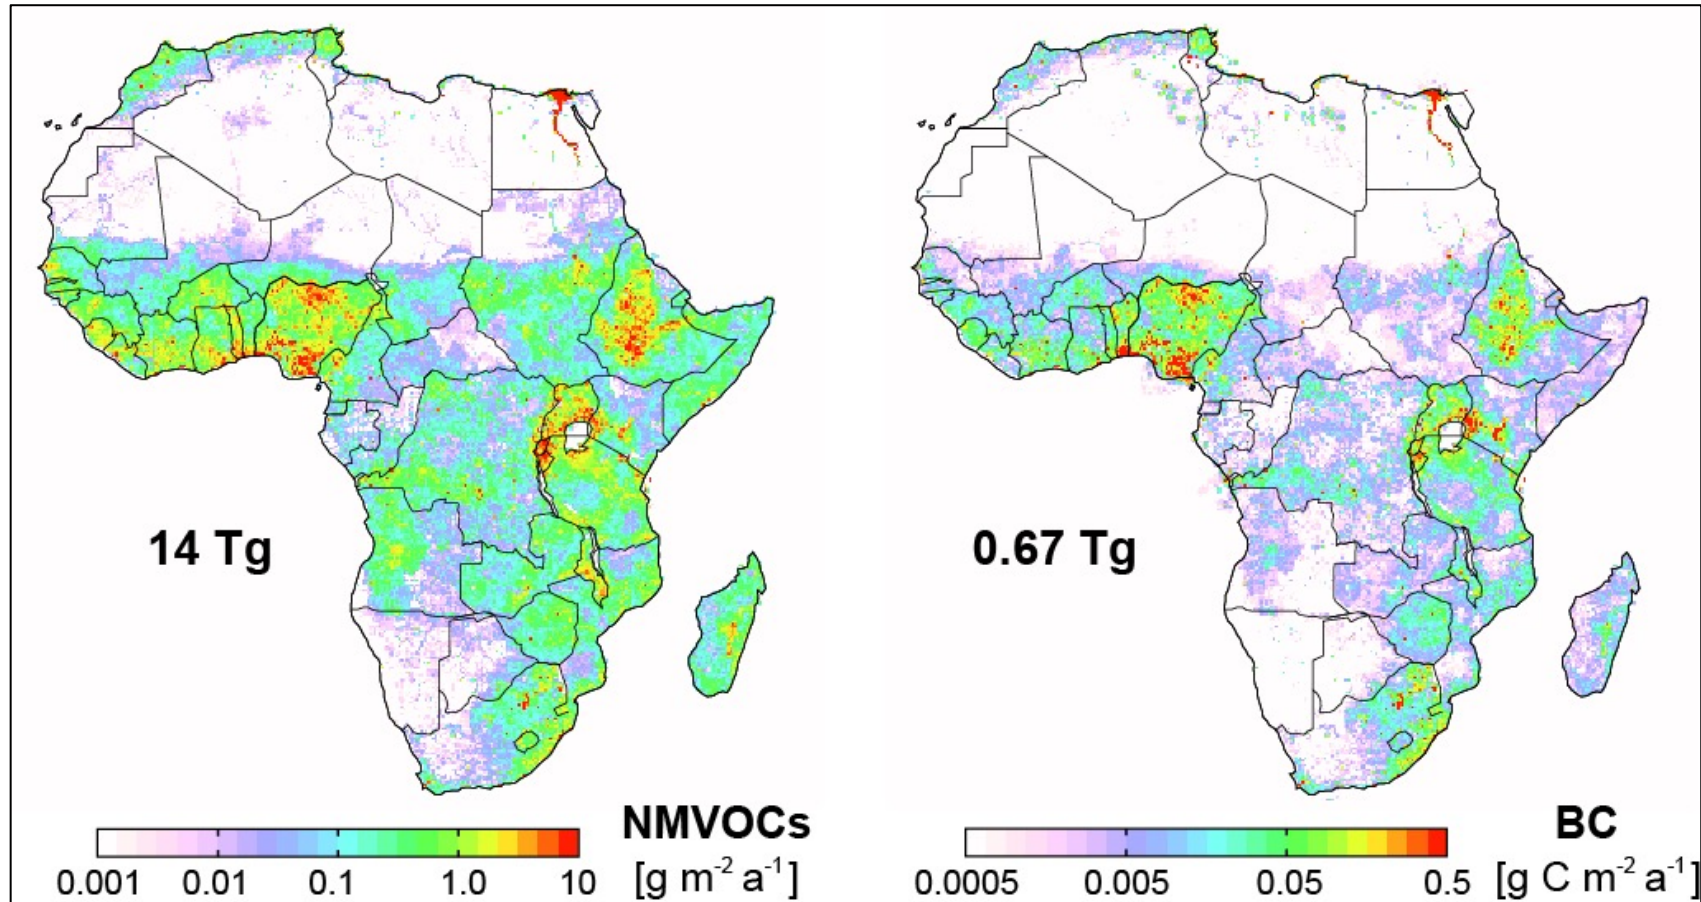 14 Tg
0.67 Tg
NMVOCs
BC
0.001 0.01 0.1 1.0 10 [g m⁻² a⁻¹]
0.0005 0.005 0.05 0.5 [g C m⁻² a⁻¹]